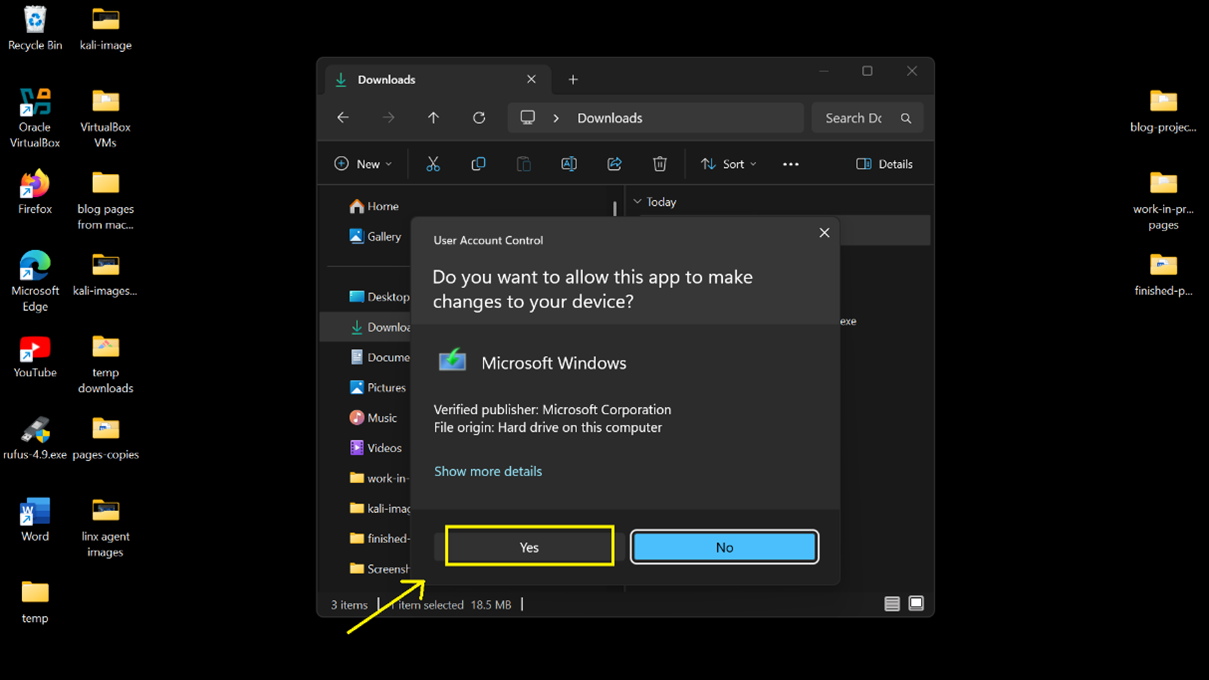 Recycle Bin
kali-image
Oracle
VirtualBox
VirtualBox
VMs
Firefox
blog pages
from mac...
Microsoft
Edge
kali-images...
YouTube
temp
downloads
rufus-4.9.exe
pages-copies
Word
linx agent
images
temp
Downloads
Downloads
Search Do
New
Sort
Details
Home
Gallery
Desktop
Downloa
Docume
Pictures
Music
Videos
work-in-
kali-imag
finished-
Screensh
Today
exe
3 items
1 item selected
18.5 MB
User Account Control
Do you want to allow this app to make
changes to your device?
Microsoft Windows
Verified publisher: Microsoft Corporation
File origin: Hard drive on this computer
Show more details
Yes
No
blog-projec...
work-in-pr...
pages
finished-p...